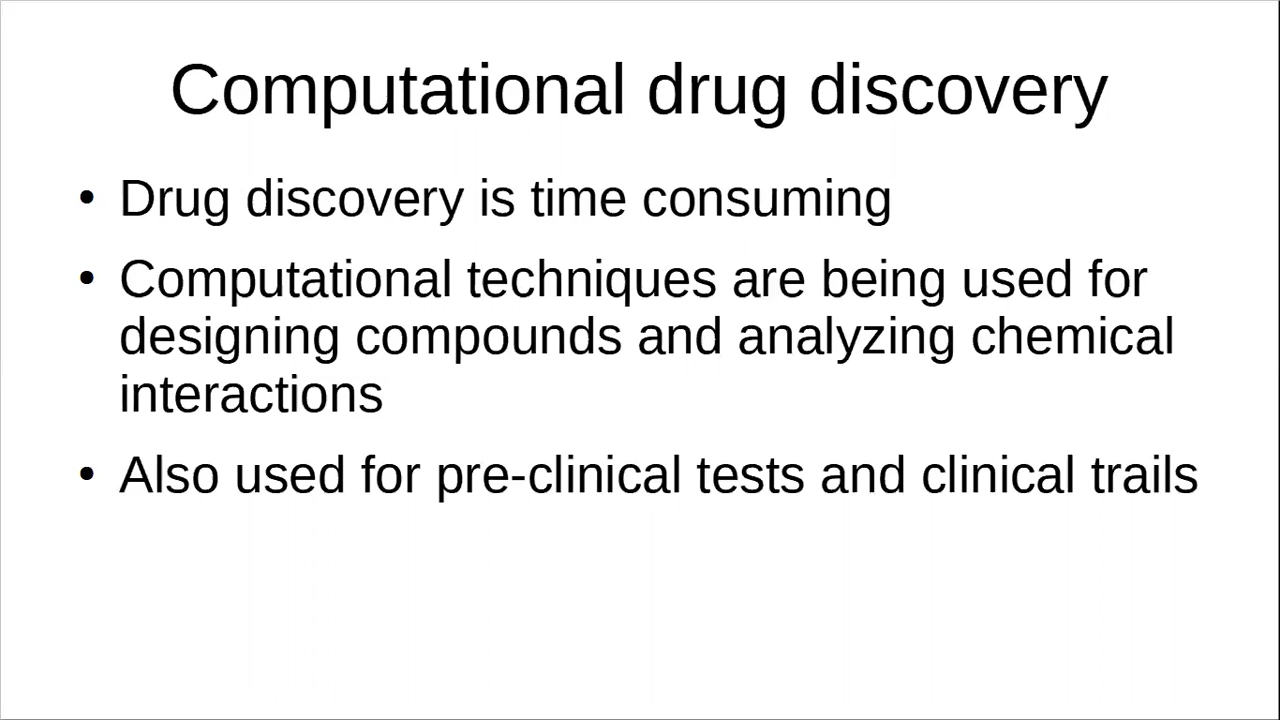 Computational drug discovery
• Drug discovery is time consuming
• Computational techniques are being used for
designing compounds and analyzing chemical
interactions
• Also used for pre-clinical tests and clinical trails